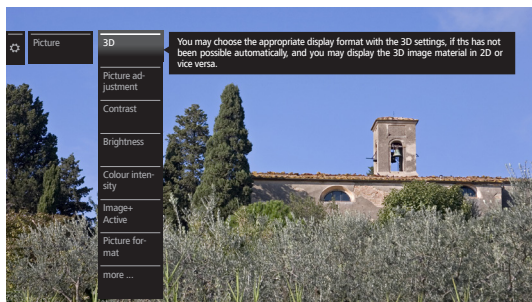 Picture
3D
You may choose the appropriate display format with the 3D settings, if ths has not
been possible automatically, and you may display the 3D image material in 2D or
vice versa.
Picture ad-
justment
Contrast
Brightness
Colour inten-
sity
Image+
Active
Picture for-
mat
more ...